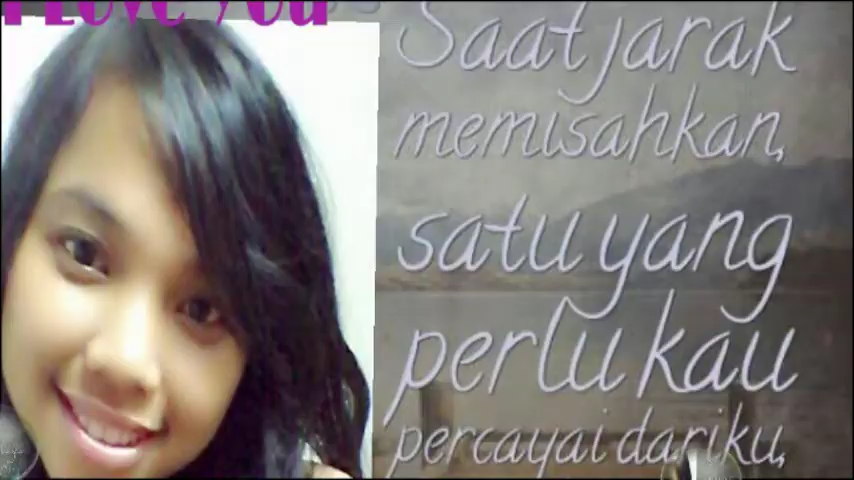 I Love You
Saat jarak
memisahkan,
satu yang
perlu kau
percayai dariku,